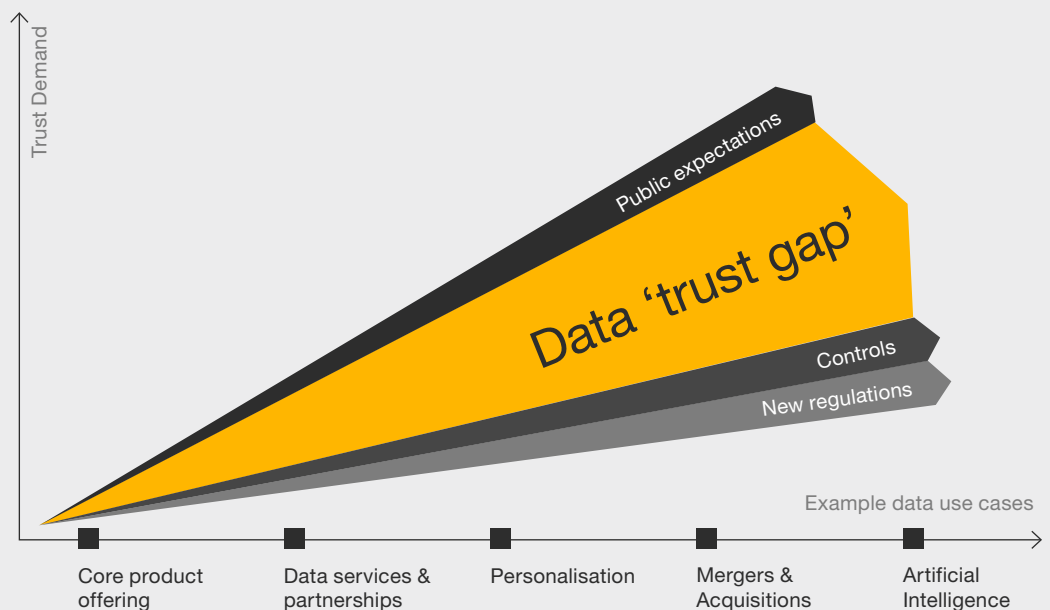 Trust Demand
Public expectations
Data ‘trust gap’
Controls
New regulations
Example data use cases
Core product
offering
Data services &
partnerships
Personalisation
Mergers &
Acquisitions
Artificial
Intelligence